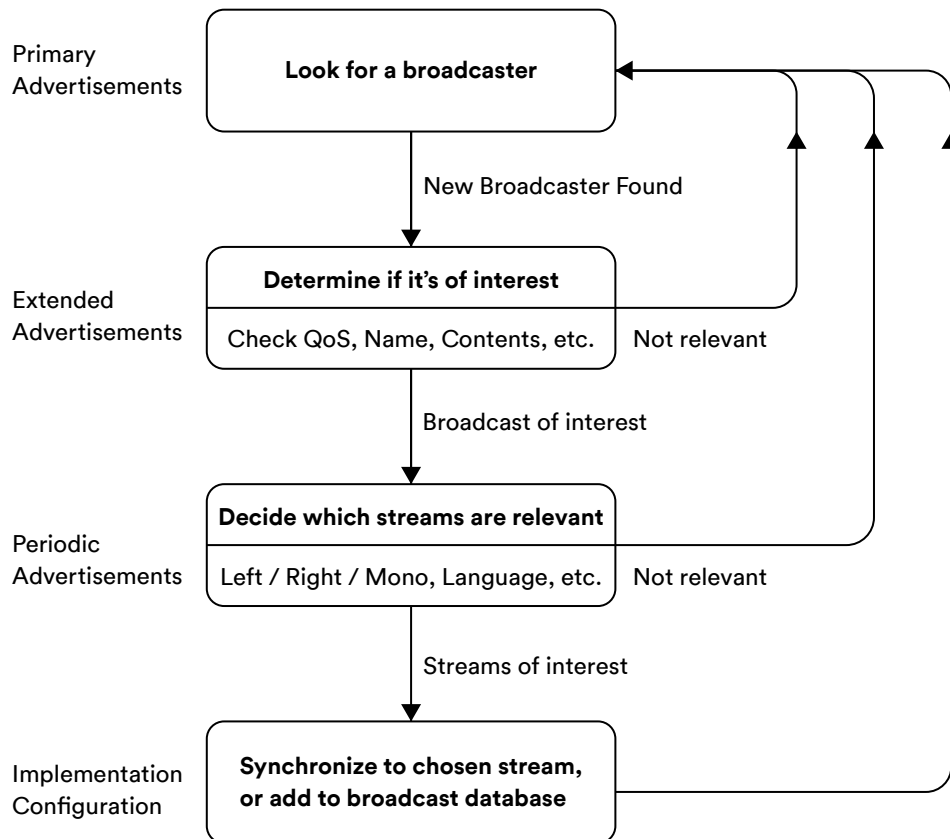 Primary
Advertisements
Look for a broadcaster
New Broadcaster Found
Extended
Advertisements
Determine if it's of interest
Check QoS, Name, Contents, etc.
Not relevant
Broadcast of interest
Periodic
Advertisements
Decide which streams are relevant
Left / Right / Mono, Language, etc.
Not relevant
Streams of interest
Implementation
Configuration
Synchronize to chosen stream,
or add to broadcast database